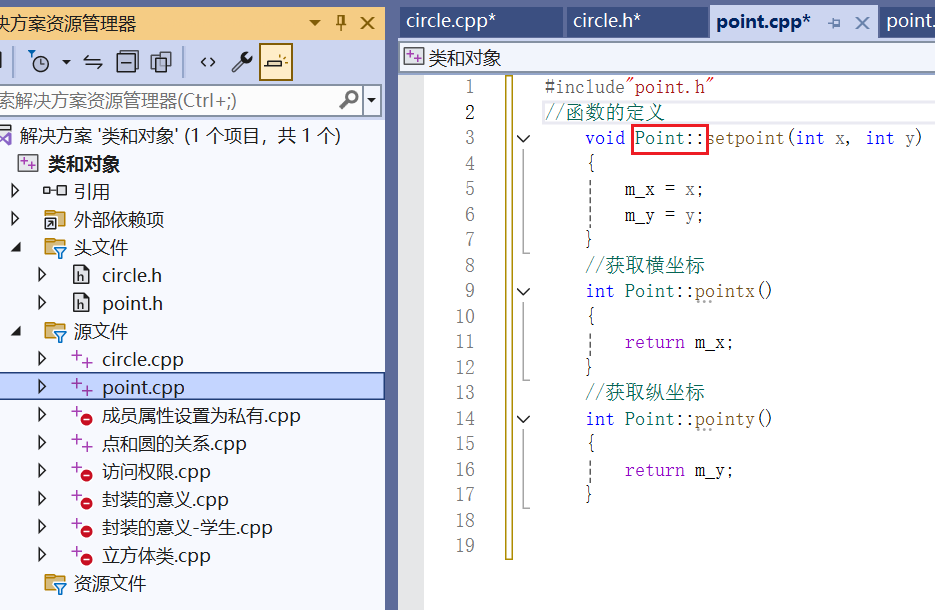 决方案资源管理器
索解决方案资源管理器(Ctrl+;)
解决方案 '类和对象' (1 个项目，共 1 个)
类和对象
引用
外部依赖项
头文件
circle.h
point.h
源文件
circle.cpp
point.cpp
成员属性设置为私有.cpp
点和圆的关系.cpp
访问权限.cpp
封装的意义.cpp
封装的意义-学生.cpp
立方体类.cpp
资源文件
circle.cpp* circle.h* point.cpp* point.
类和对象
1 #include"point.h"
2 //函数的定义
3 void Point::setpoint(int x, int y)
4 {
5 m_x = x;
6 m_y = y;
7 }
8 //获取横坐标
9 int Point::pointx()
10 {
11 return m_x;
12 }
13 //获取纵坐标
14 int Point::pointy()
15 {
16 return m_y;
17 }
18
19